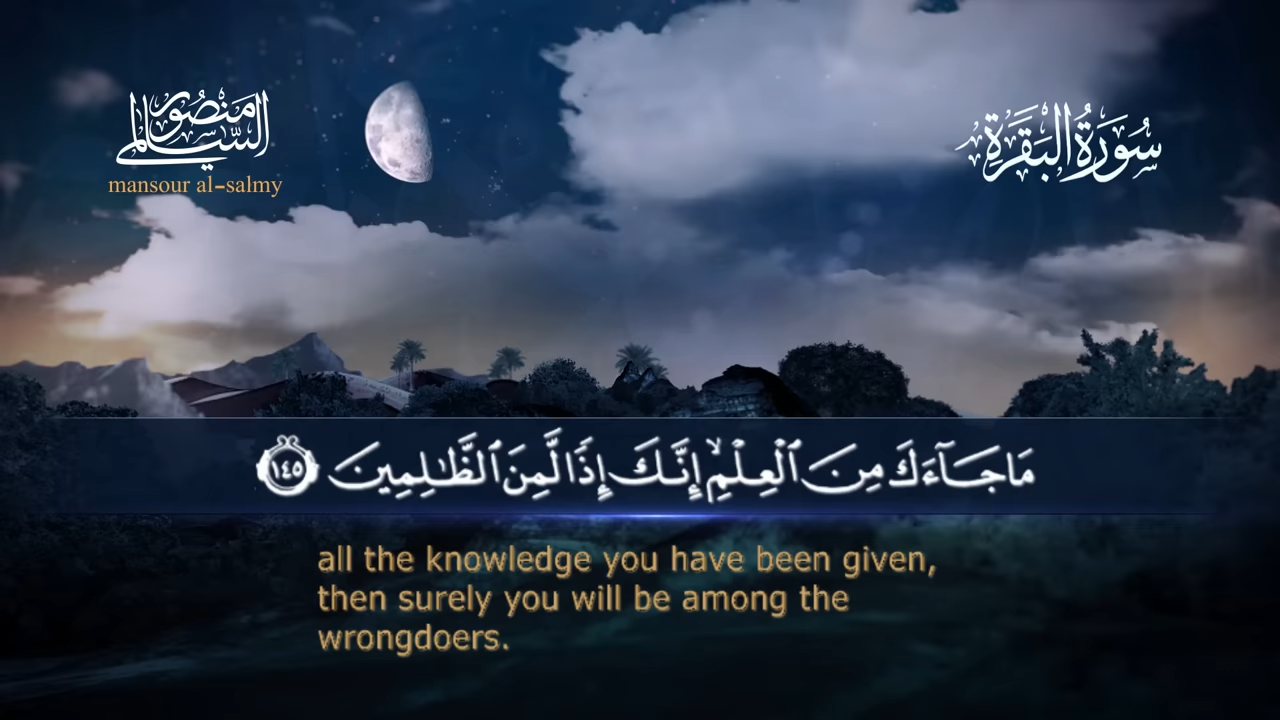 منصور
السالمي
mansour al-salmy
سُورَةُ البَقَرَةِ
مَا جَآءَكَ مِنَ ٱلْعِلْمِ إِنَّكَ إِذًا لَّمِنَ ٱلظَّٰلِمِينَ ١٤٥
all the knowledge you have been given,
then surely you will be among the
wrongdoers.